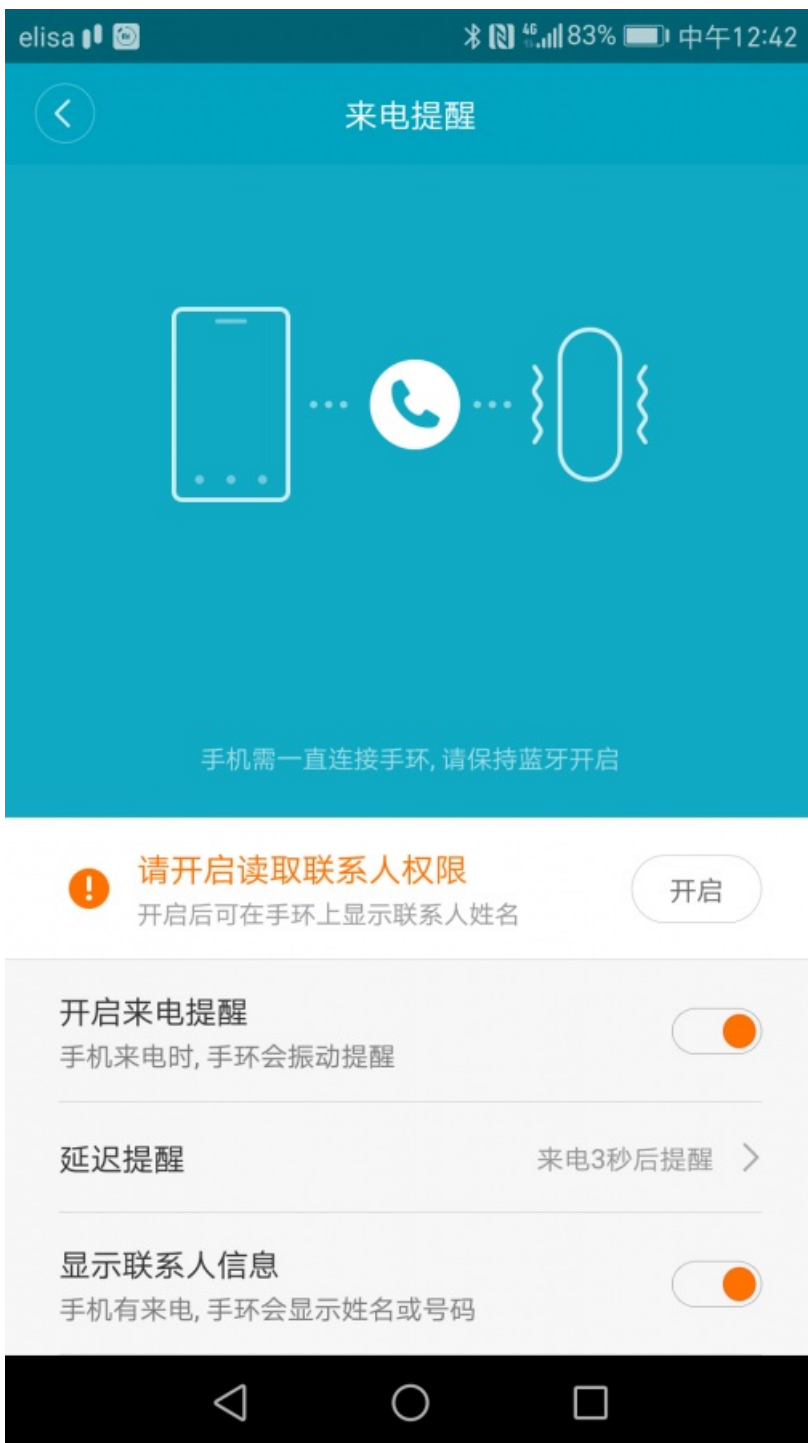 elisa 4G 83% 中午12:42
来电提醒
手机需一直连接手环, 请保持蓝牙开启
请开启读取联系人权限
开启后可在手环上显示联系人姓名
开启
开启来电提醒
手机来电时, 手环会振动提醒
延迟提醒
来电3秒后提醒
显示联系人信息
手机有来电, 手环会显示姓名或号码